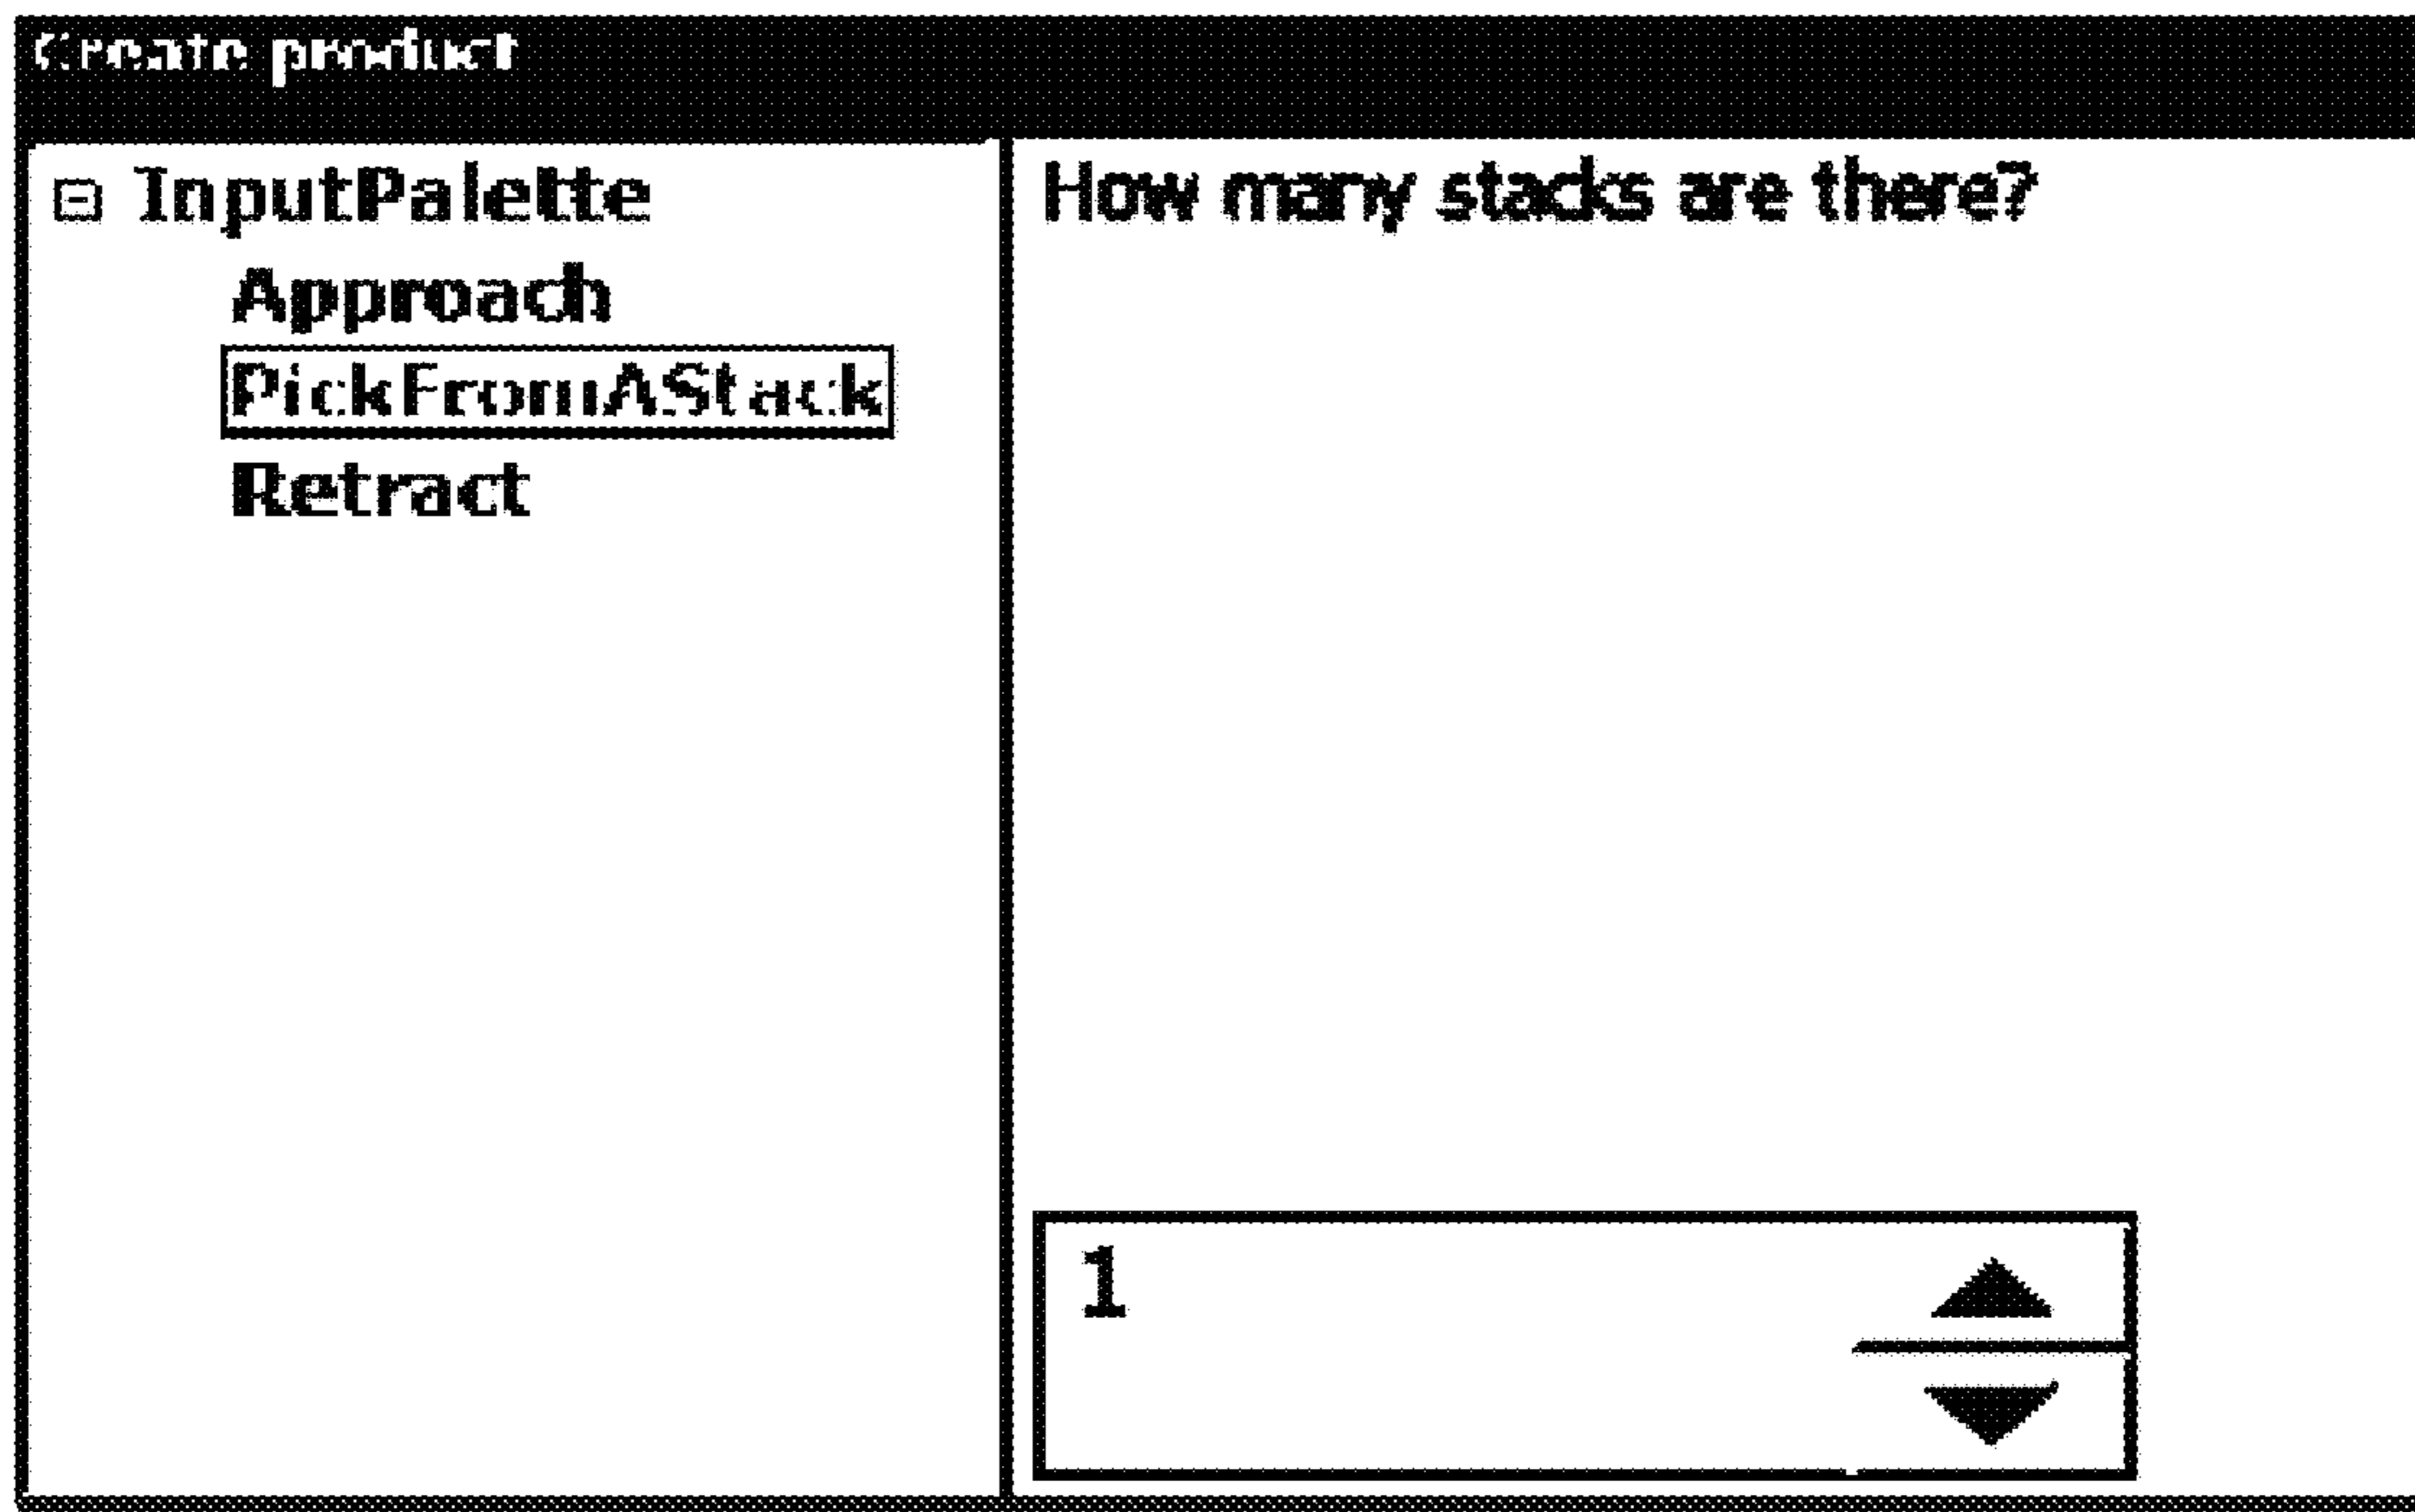 Create product
InputPalette
Approach
PickFromAStack
Retract
How many stacks are there?
1